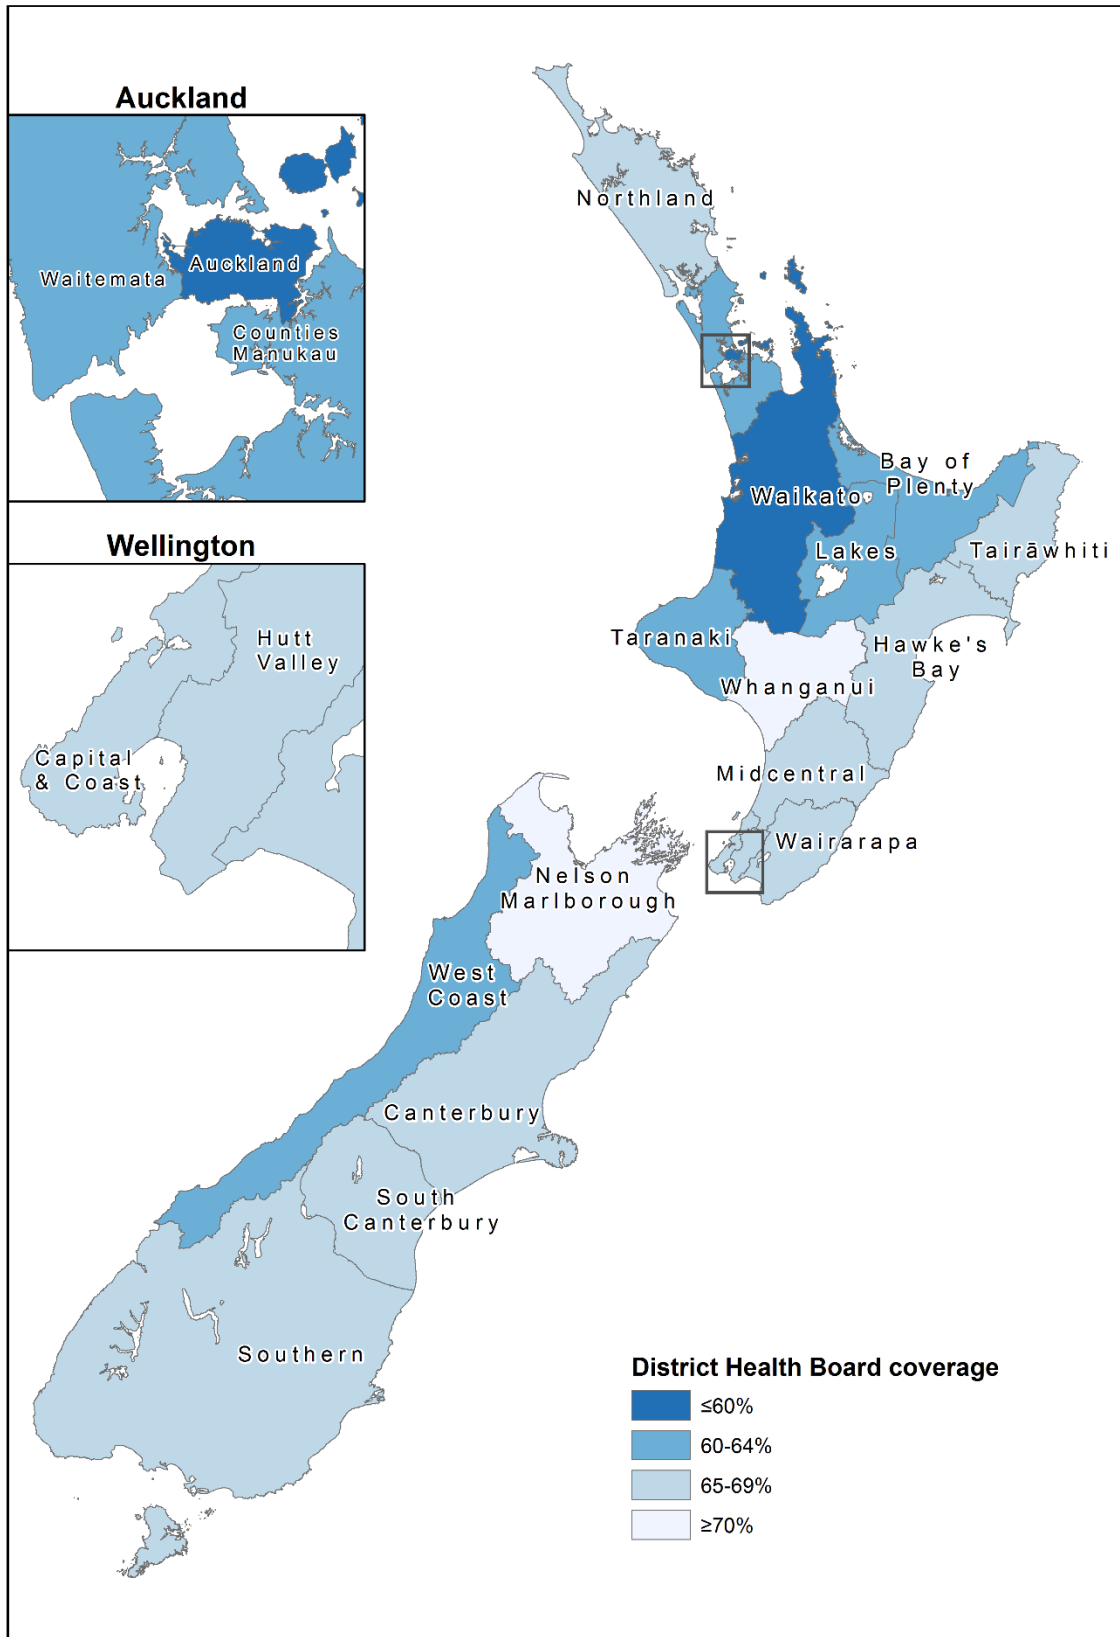 Auckland
Waitemata
Auckland
Counties
Manukau
Wellington
Hutt
Valley
Capital
& Coast
Northland
Bay of
Plenty
Waikato
Lakes
Tairāwhiti
Taranaki
Hawke's
Bay
Whanganui
Midcentral
Wairarapa
Nelson
Marlborough
West
Coast
Canterbury
South
Canterbury
Southern
District Health Board coverage
≤60%
60-64%
65-69%
≥70%